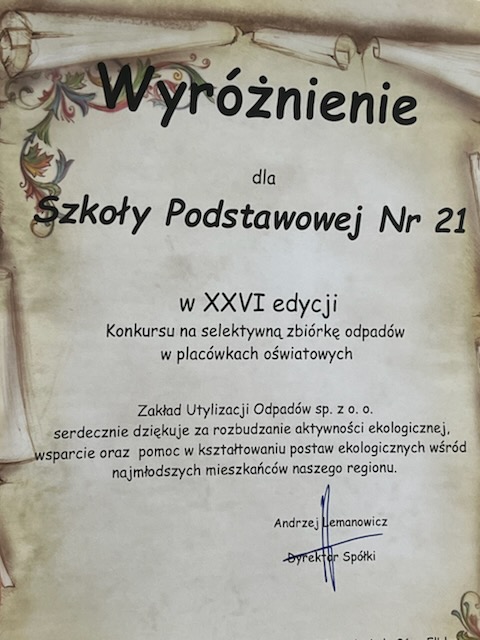 Wyróżnienie
dla
Szkoły Podstawowej Nr 21
w XXVI edycji
Konkursu na selektywną zbiórkę odpadów
w placówkach oświatowych
Zakład Utylizacji Odpadów sp. z o. o.
serdecznie dziękuje za rozbudzanie aktywności ekologicznej,
wsparcie oraz pomoc w kształtowaniu postaw ekologicznych wśród
najmłodszych mieszkańców naszego regionu.
Andrzej Lemanowicz
Dyrektor Spółki